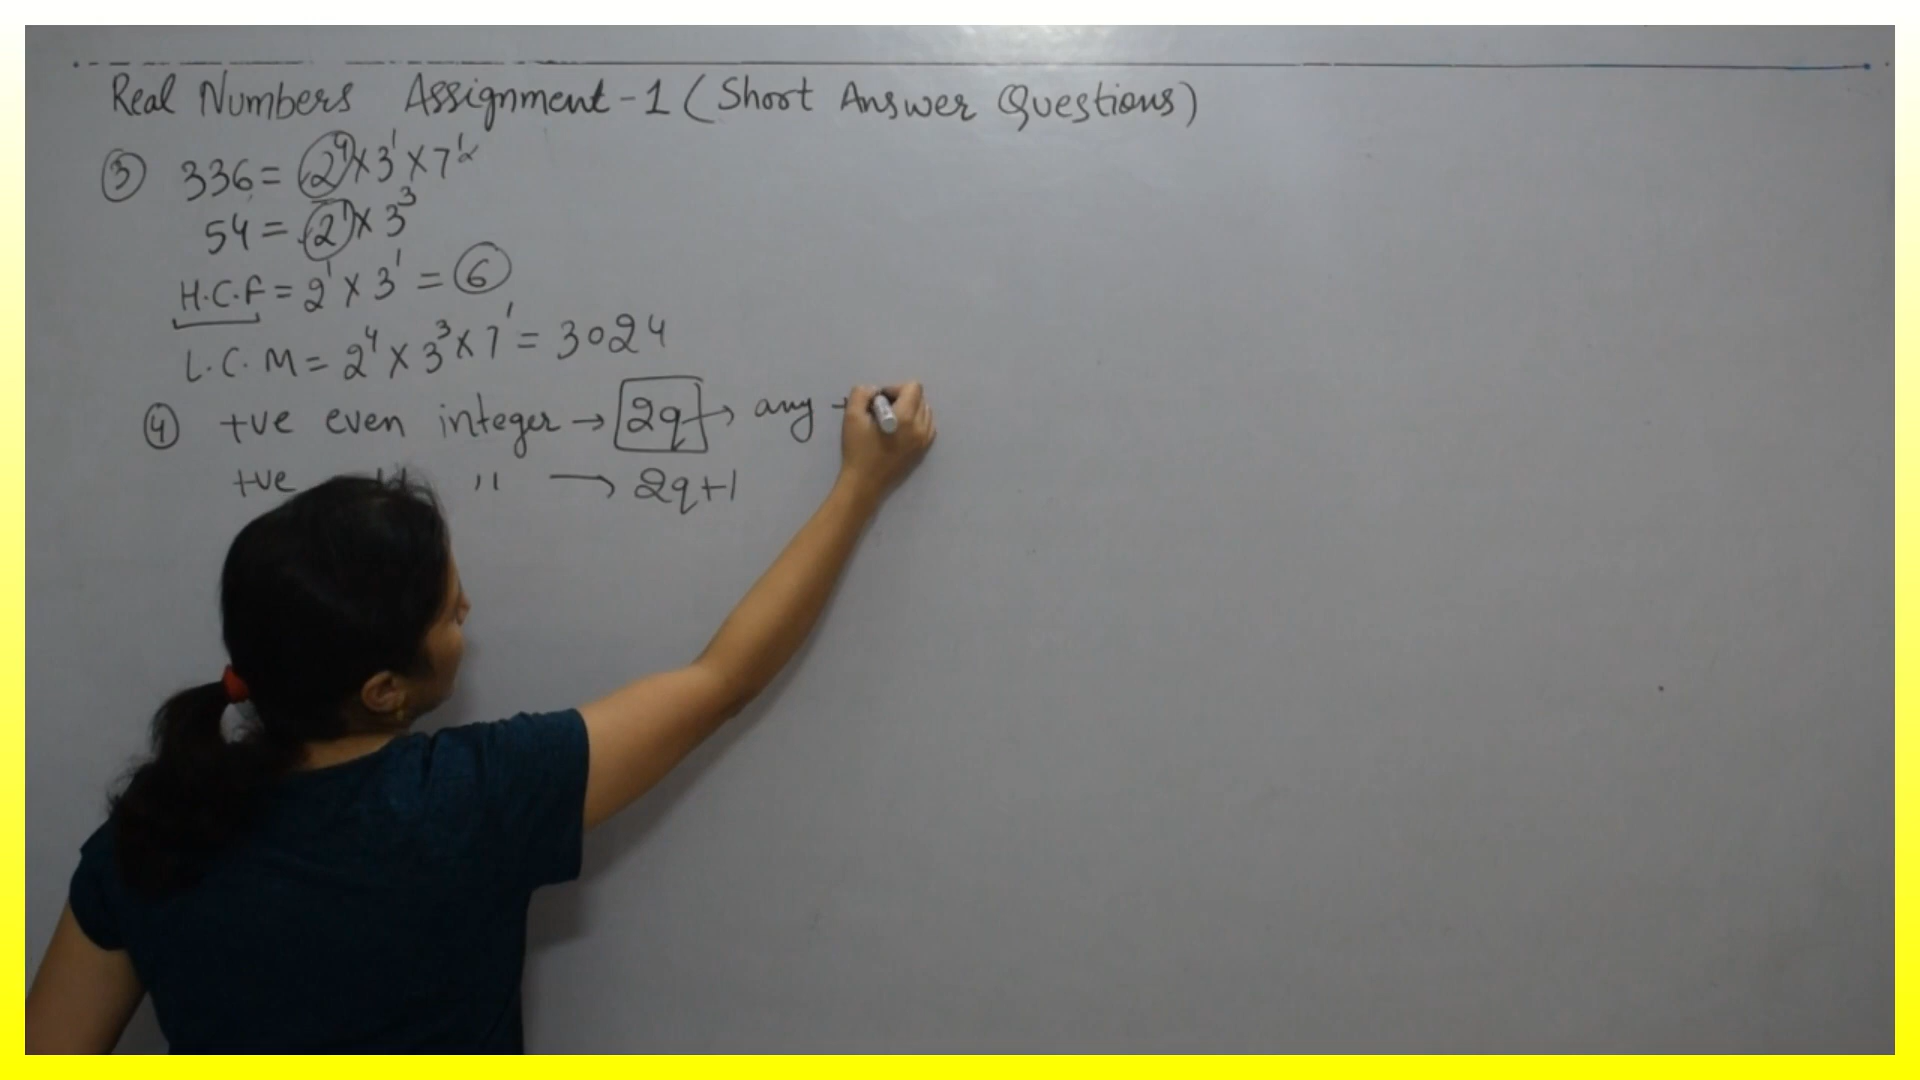 Real Numbers Assignment-1 (Short Answer Questions)
③ 336 = 2⁴ × 3¹ × 7¹
54 = 2¹ × 3³
H.C.F = 2¹ × 3¹ = 6
L.C.M = 2⁴ × 3³ × 7¹ = 3024
④ +ve even integer → 2q → any
+ve " → 2q+1